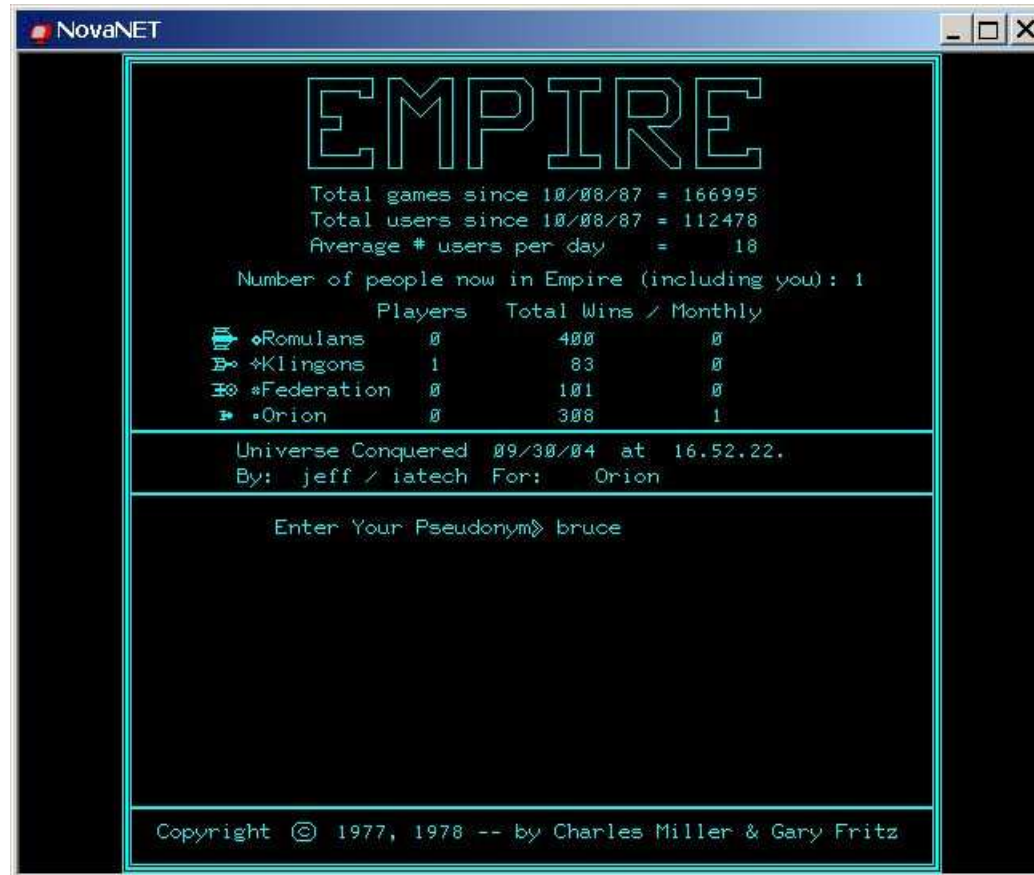 NovaNET
EMPIRE
Total games since 10/08/87 = 166995
Total users since 10/08/87 = 112478
Average # users per day = 18
Number of people now in Empire (including you): 1
Players Total Wins / Monthly
Romulans 0 400 0
Klingons 1 83 0
Federation 0 101 0
Orion 0 308 1
Universe Conquered 09/30/04 at 16.52.22.
By: jeff / iatech For: Orion
Enter Your Pseudonym> bruce
Copyright © 1977, 1978 -- by Charles Miller & Gary Fritz